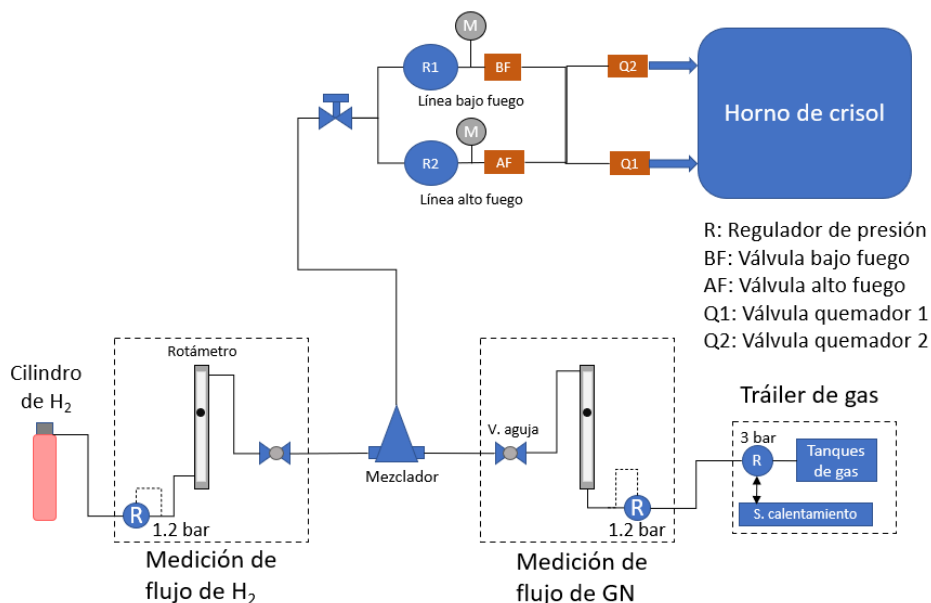 M
R1
BF
Q2
Línea bajo fuego
Horno de crisol
M
R2
AF
Q1
Línea alto fuego
R: Regulador de presión
BF: Válvula bajo fuego
AF: Válvula alto fuego
Q1: Válvula quemador 1
Q2: Válvula quemador 2
Cilindro
de H₂
Rotámetro
R
1.2 bar
Medición de
flujo de H₂
Mezclador
V. aguja
R
1.2 bar
Medición de
flujo de GN
Tráiler de gas
3 bar
R
Tanques
de gas
S. calentamiento